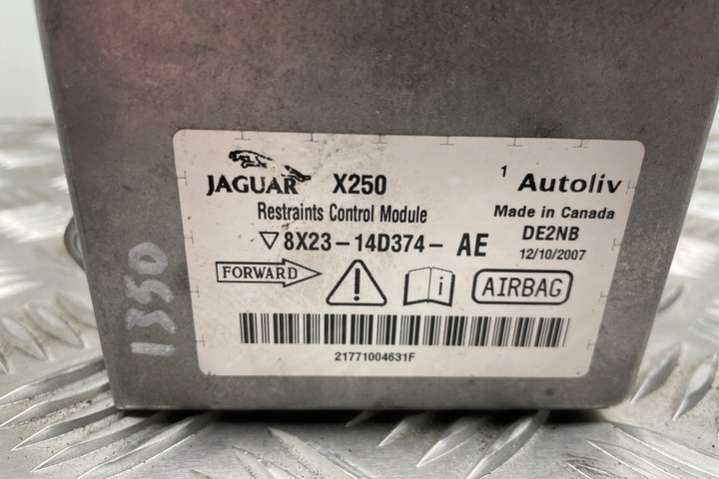 JAGUAR X250
Restraints Control Module
8X23-14D374- AE
1 Autoliv
Made in Canada
DE2NB
12/10/2007
FORWARD
! i AIRBAG
21771004631F
1350